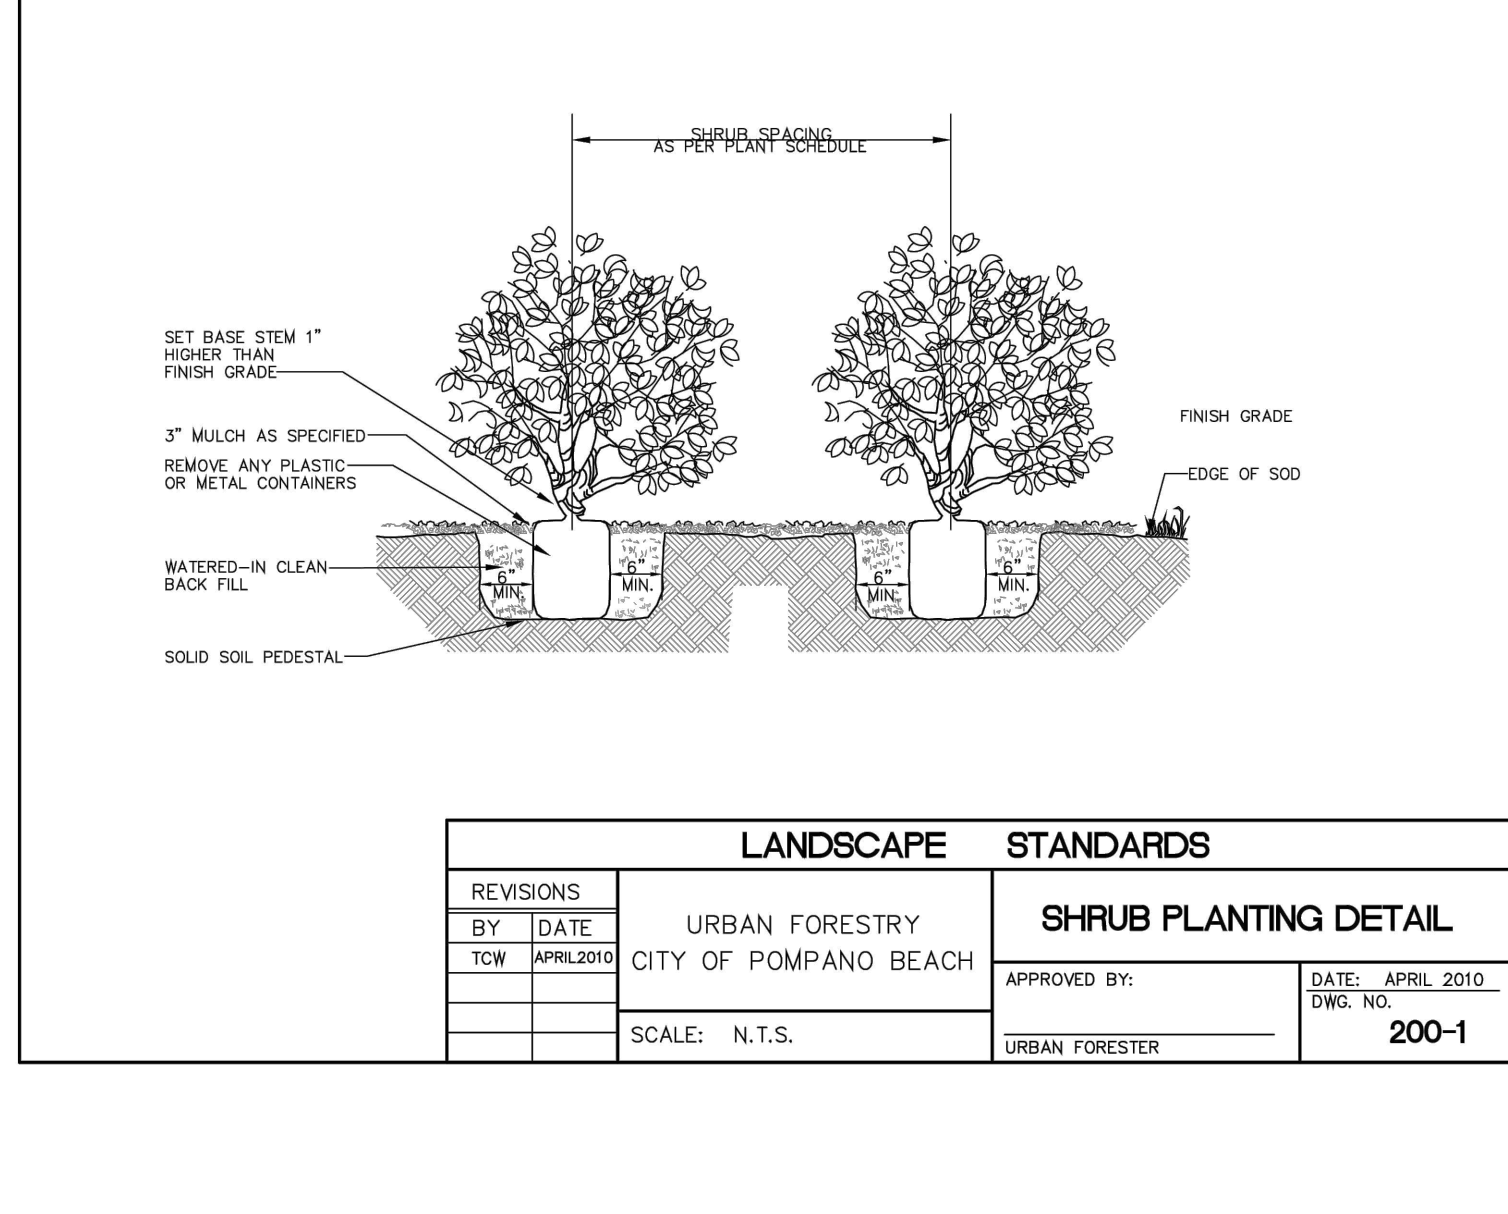 SHRUB SPACING
AS PER PLANT SCHEDULE
SET BASE STEM 1"
HIGHER THAN
FINISH GRADE
3" MULCH AS SPECIFIED
REMOVE ANY PLASTIC
OR METAL CONTAINERS
WATERED-IN CLEAN
BACK FILL
SOLID SOIL PEDESTAL
6"
MIN.
6"
MIN.
6"
MIN
6"
MIN.
FINISH GRADE
EDGE OF SOD
LANDSCAPE STANDARDS
REVISIONS
BY DATE
TCW APRIL2010
URBAN FORESTRY
CITY OF POMPANO BEACH
SCALE: N.T.S.
SHRUB PLANTING DETAIL
APPROVED BY:
URBAN FORESTER
DATE: APRIL 2010
DWG. NO.
200-1